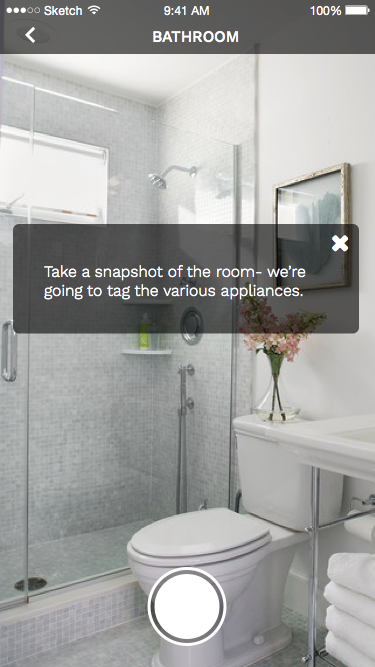 Sketch 9:41 AM 100%
BATHROOM
Take a snapshot of the room- we're
going to tag the various appliances.